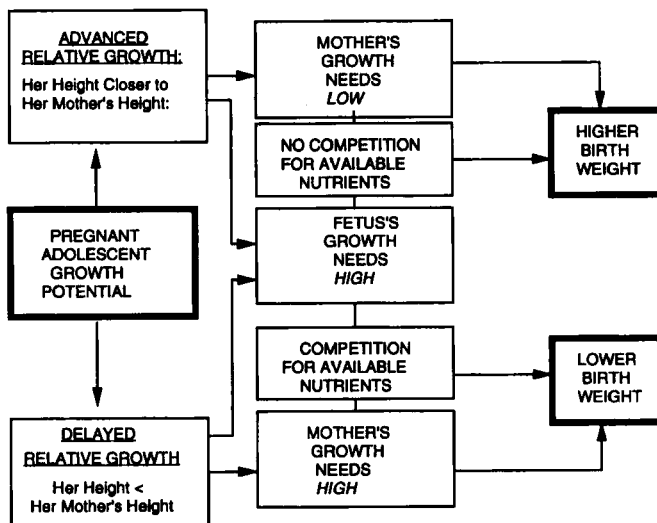 ADVANCED
RELATIVE GROWTH:
Her Height Closer to
Her Mother's Height:
PREGNANT
ADOLESCENT
GROWTH
POTENTIAL
DELAYED
RELATIVE GROWTH
Her Height <
Her Mother's Height
MOTHER'S
GROWTH
NEEDS
LOW
NO COMPETITION
FOR AVAILABLE
NUTRIENTS
FETUS'S
GROWTH
NEEDS
HIGH
COMPETITION
FOR AVAILABLE
NUTRIENTS
MOTHER'S
GROWTH
NEEDS
HIGH
HIGHER
BIRTH
WEIGHT
LOWER
BIRTH
WEIGHT